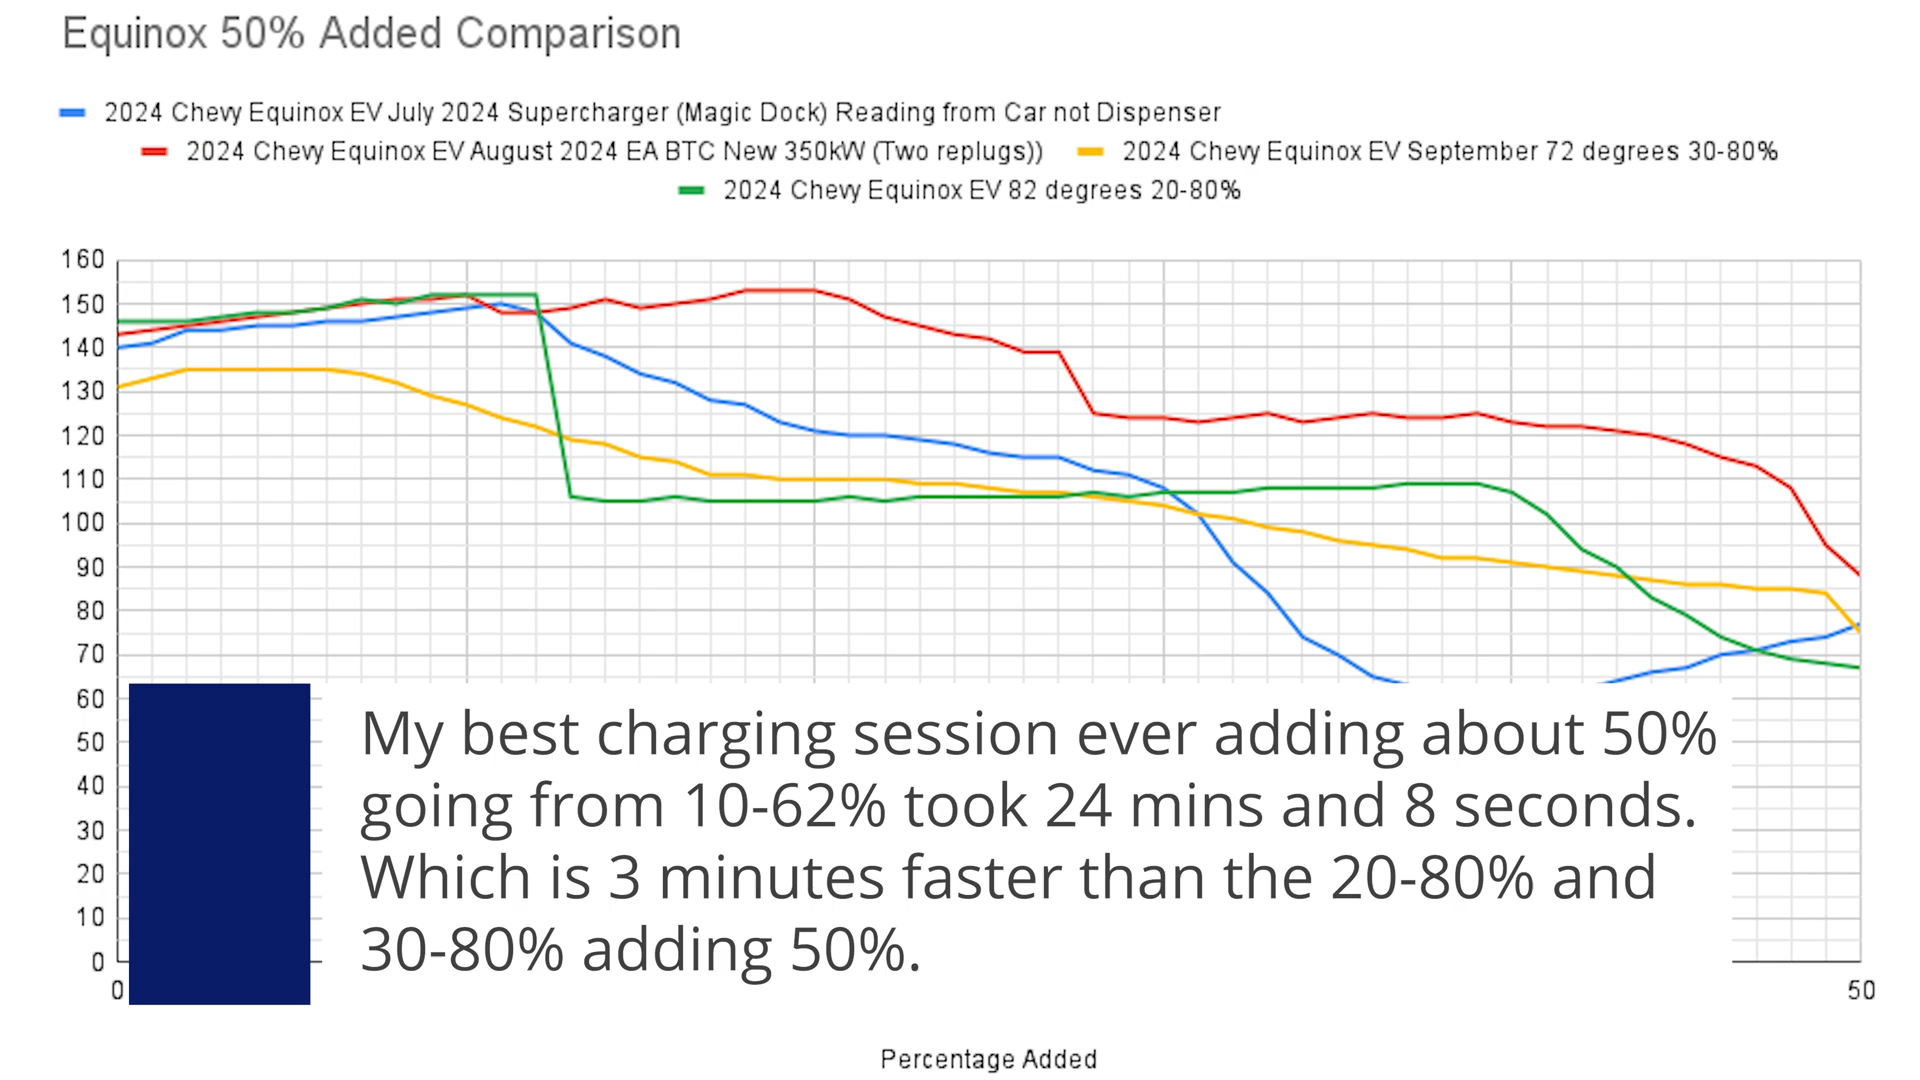 Equinox 50% Added Comparison
2024 Chevy Equinox EV July 2024 Supercharger (Magic Dock) Reading from Car not Dispenser
2024 Chevy Equinox EV August 2024 EA BTC New 350kW (Two replugs))
2024 Chevy Equinox EV September 72 degrees 30-80%
2024 Chevy Equinox EV 82 degrees 20-80%
160
150
140
130
120
110
100
90
80
70
60
50
40
30
20
10
0
My best charging session ever adding about 50%
going from 10-62% took 24 mins and 8 seconds.
Which is 3 minutes faster than the 20-80% and
30-80% adding 50%.
0
50
Percentage Added